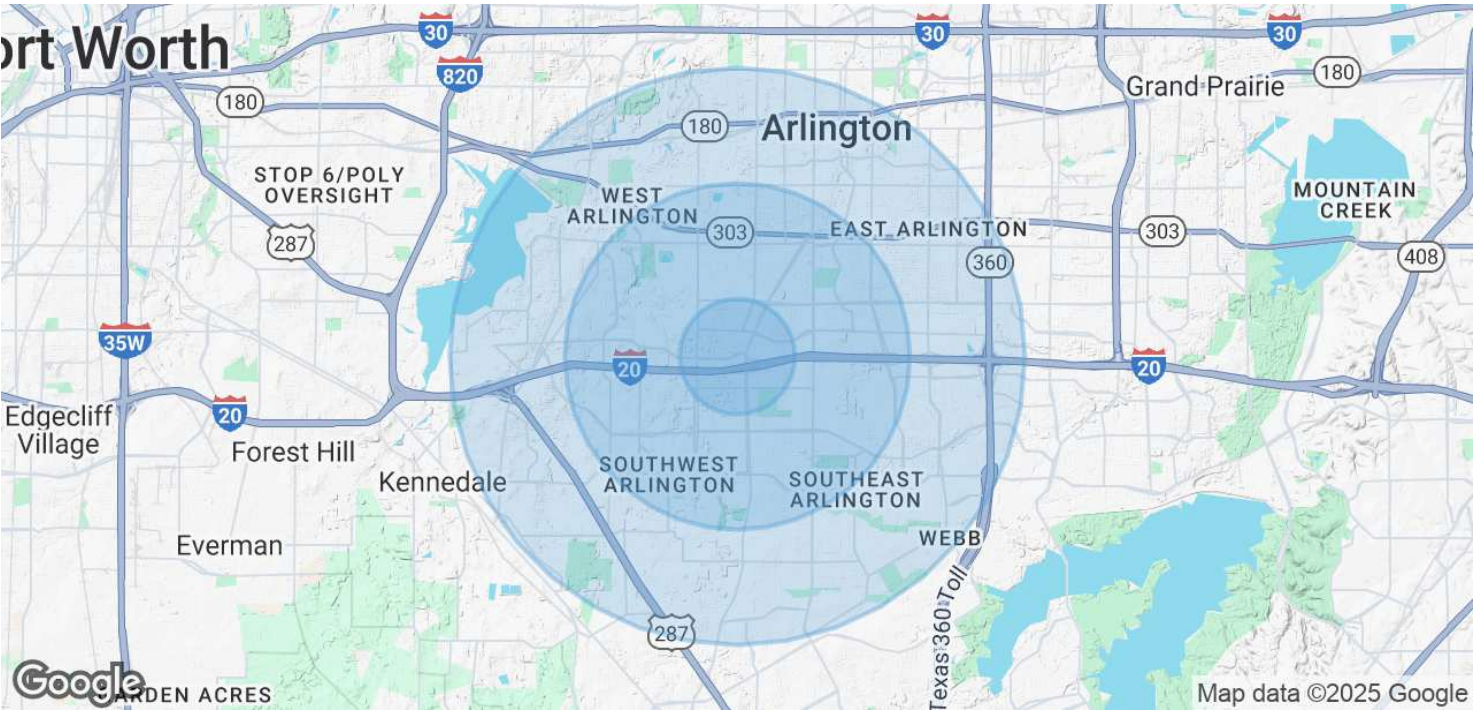 30
30
30
ort Worth
820
180
Grand Prairie
180
180
Arlington
STOP 6/POLY
OVERSIGHT
WEST
ARLINGTON
MOUNTAIN
CREEK
303
EAST ARLINGTON
303
287
360
408
35W
20
20
Edgecliff
Village
20
Forest Hill
Kennedale
SOUTHWEST
ARLINGTON
SOUTHEAST
ARLINGTON
WEBB
Everman
Texas 360 Toll
287
Google
GARDEN ACRES
Map data ©2025 Google